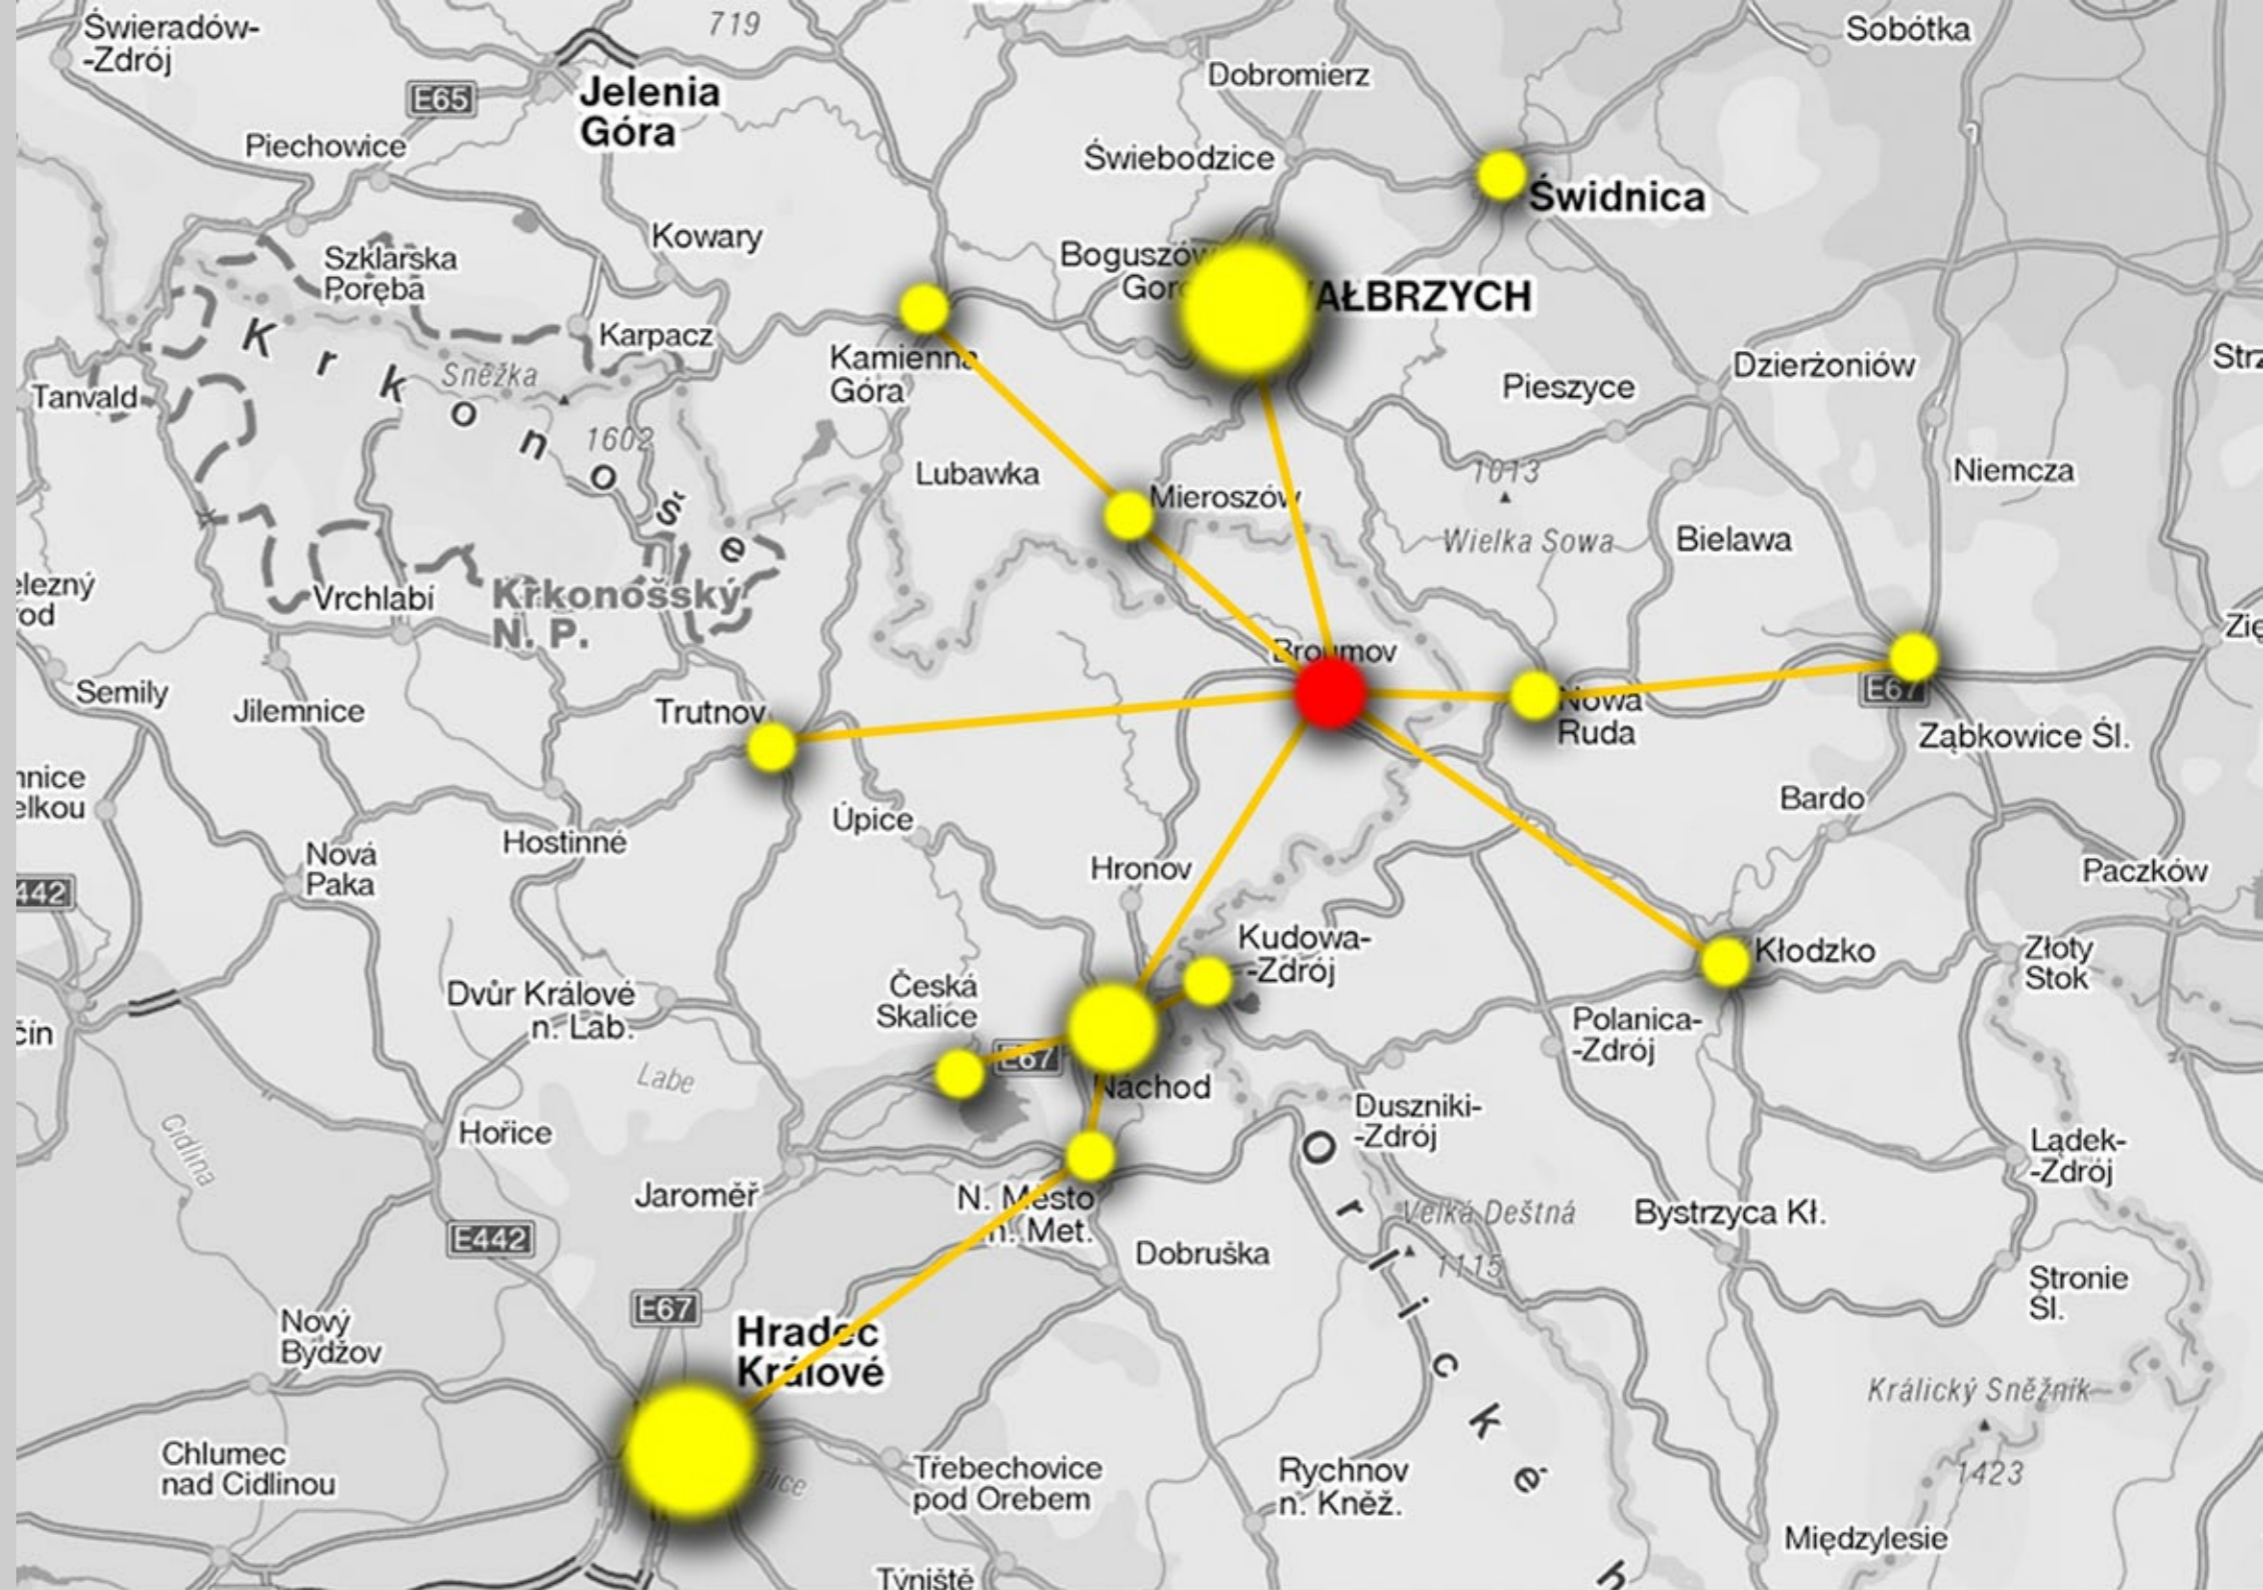 Świeradów-
-Zdrój
719
Sobótka
Dobromierz
E65
Jelenia
Góra
Piechowice
Świebodzice
Świdnica
Kowary
Szklarska
Poręba
Boguszów
AŁBRZYCH
Karpacz
Kamienna
Góra
Dzierżoniów
Pieszyce
Krkonoše
Sněžka
1602
Tanvald
Lubawka
Mieroszów
1013
Wielka Sowa
Niemcza
Bielawa
Vrchlabí
Krkonošský
N. P.
Broumov
Semily
Jilemnice
Trutnov
Nowa
Ruda
E67
Ząbkowice Śl.
Bardo
Úpice
Hostinné
Nová
Paka
442
Hronov
Paczków
Kudowa-
-Zdrój
Kłodzko
Złoty
Stok
Česká
Skalice
Dvůr Králové
n. Lab.
Polanica-
-Zdrój
E67
Náchod
Labe
Cidlina
Hořice
Duszniki-
-Zdrój
Lądek-
-Zdrój
Jaroměř
N. Město
n. Met.
Orlické
Velká Deštná
1115
Bystrzyca Kł.
E442
Dobruška
Stronie
Śl.
E67
Nový
Bydžov
Hradec
Králové
Králický Sněžník
1423
Chlumec
nad Cidlinou
Třebechovice
pod Orebem
Rychnov
n. Kněž.
Międzylesie
Týniště